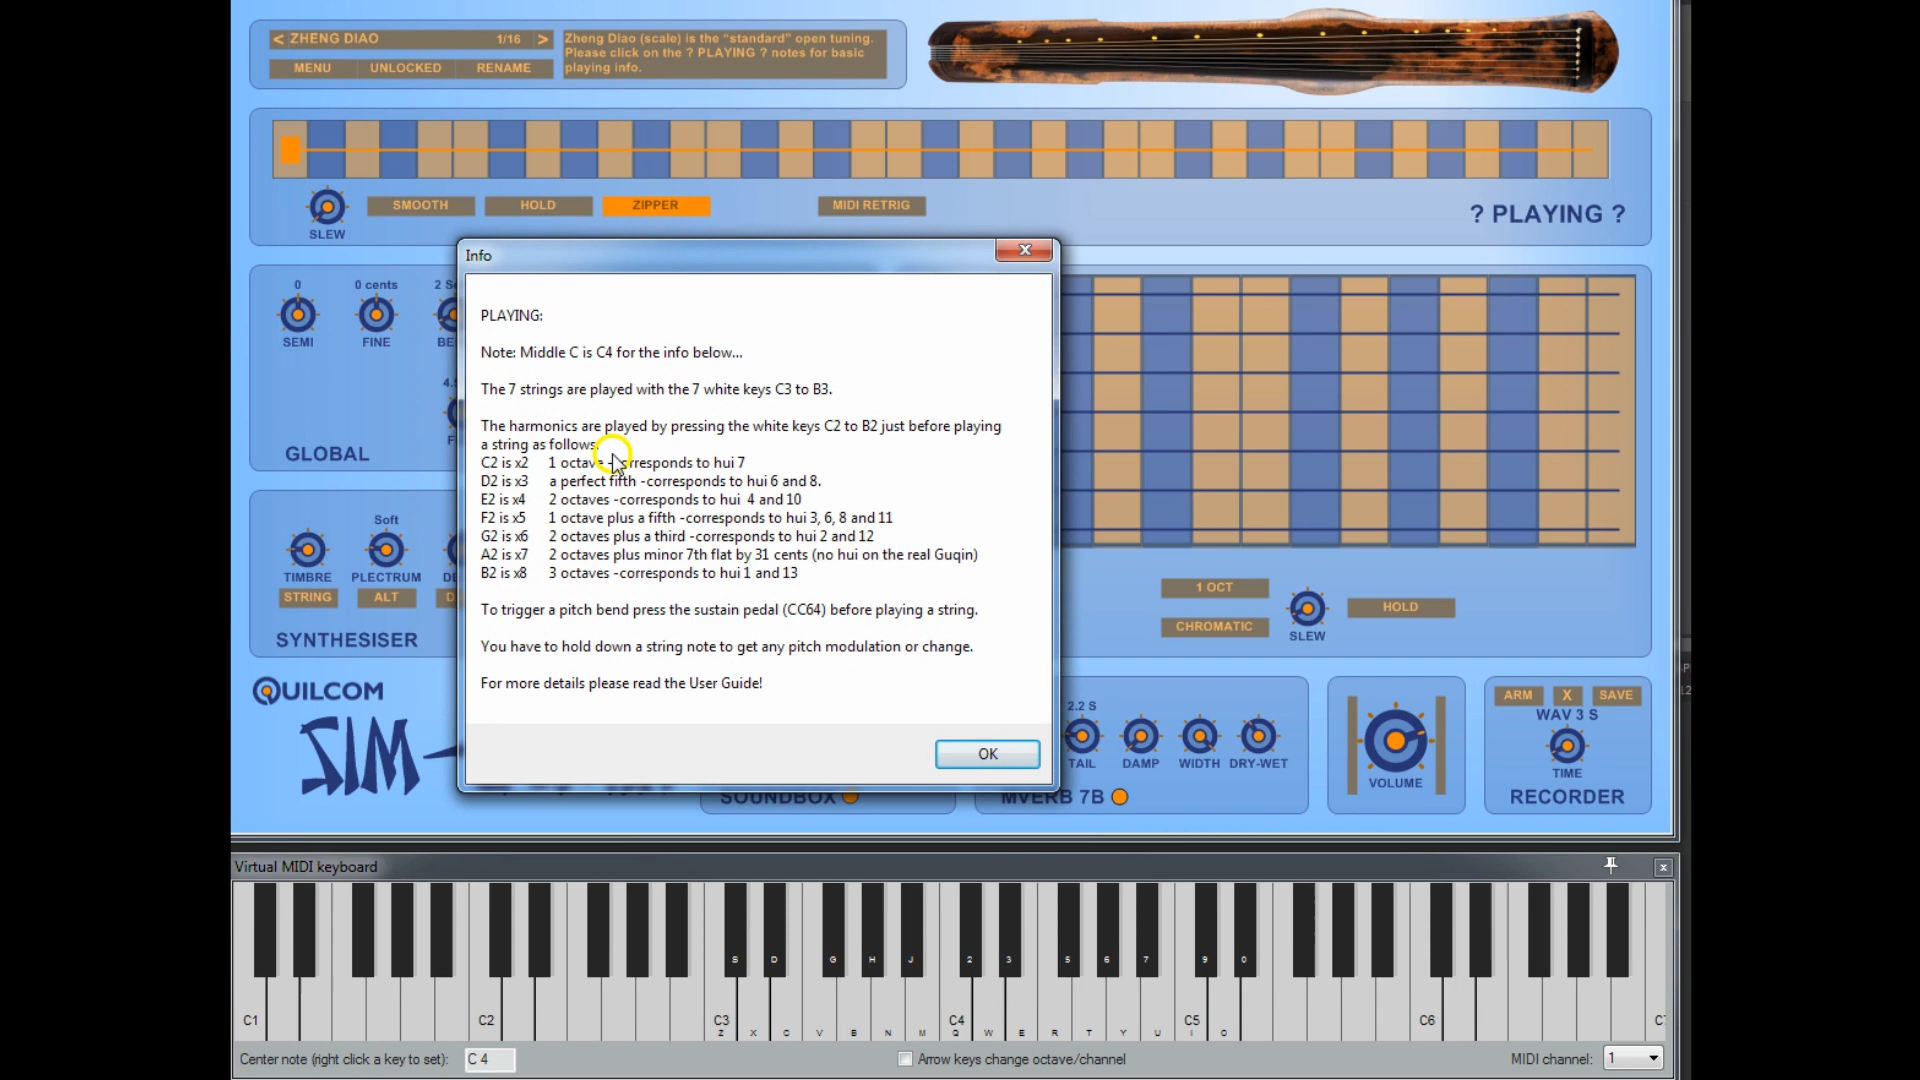 < ZHENG DIAO 1/16 >
MENU UNLOCKED RENAME
Zheng Diao (scale) is the "standard" open tuning.
Please click on the ? PLAYING ? notes for basic
playing info.
SLEW
SMOOTH
HOLD
ZIPPER
MIDI RETRIG
? PLAYING ?
Info
PLAYING:
Note: Middle C is C4 for the info below...
The 7 strings are played with the 7 white keys C3 to B3.
The harmonics are played by pressing the white keys C2 to B2 just before playing
a string as follows:
C2 is x2 1 octave -corresponds to hui 7
D2 is x3 a perfect fifth -corresponds to hui 6 and 8.
E2 is x4 2 octaves -corresponds to hui 4 and 10
F2 is x5 1 octave plus a fifth -corresponds to hui 3, 6, 8 and 11
G2 is x6 2 octaves plus a third -corresponds to hui 2 and 12
A2 is x7 2 octaves plus minor 7th flat by 31 cents (no hui on the real Guqin)
B2 is x8 3 octaves -corresponds to hui 1 and 13
To trigger a pitch bend press the sustain pedal (CC64) before playing a string.
You have to hold down a string note to get any pitch modulation or change.
For more details please read the User Guide!
OK
0 0 cents
SEMI FINE
GLOBAL
Soft
TIMBRE PLECTRUM
STRING ALT
SYNTHESISER
1 OCT
CHROMATIC
SLEW
HOLD
QUILCOM
SIM-
SOUNDBOX
2.2 S
TAIL DAMP WIDTH DRY-WET
MVERB 7B
VOLUME
ARM X SAVE
WAV 3 S
TIME
RECORDER
Virtual MIDI keyboard
S D G H J 2 3 5 6 7 9 0
C1 C2 C3 C4 C5 C6
Z X C V B N M Q W E R T Y U I O
Center note (right click a key to set): C 4
Arrow keys change octave/channel
MIDI channel: 1